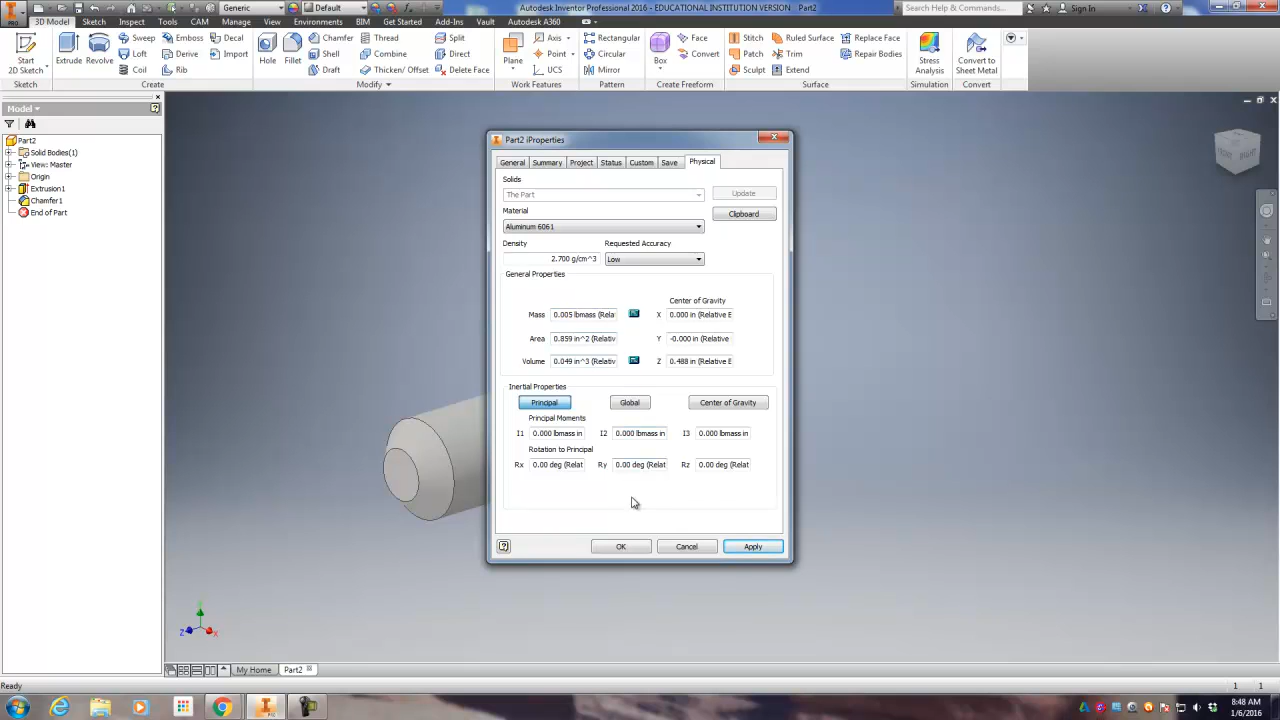 Generic
Default
Autodesk Inventor Professional 2016 - EDUCATIONAL INSTITUTION VERSION Part2
Search Help & Commands...
Sign In
PRO
3D Model Sketch Inspect Tools CAM Manage View Environments BIM Get Started Add-Ins Vault Autodesk A360
Start
2D Sketch
Extrude Revolve
Sweep Emboss Decal
Loft Derive Import
Coil Rib
Hole Fillet
Chamfer Thread Split
Shell Combine Direct
Draft Thicken/ Offset Delete Face
Plane
Axis
Point
UCS
Rectangular
Circular
Mirror
Box
Face
Convert
Stitch Ruled Surface Replace Face
Patch Trim Repair Bodies
Sculpt Extend
Stress
Analysis
Convert to
Sheet Metal
Sketch Create Modify Work Features Pattern Create Freeform Surface Simulation Convert
Model
Part2
Solid Bodies(1)
View: Master
Origin
Extrusion1
Chamfer1
End of Part
FRONT RIGHT
Part2 iProperties
General Summary Project Status Custom Save Physical
Solids
The Part Update
Material
Aluminum 6061 Clipboard
Density Requested Accuracy
2.700 g/cm^3 Low
General Properties
Center of Gravity
Mass 0.005 lbmass (Rela X 0.000 in (Relative E
Area 0.859 in^2 (Relativ Y -0.000 in (Relative
Volume 0.049 in^3 (Relativ Z 0.488 in (Relative E
Inertial Properties
Principal Global Center of Gravity
Principal Moments
I1 0.000 lbmass in I2 0.000 lbmass in I3 0.000 lbmass in
Rotation to Principal
Rx 0.00 deg (Relat Ry 0.00 deg (Relat Rz 0.00 deg (Relat
OK Cancel Apply
Y
Z X
My Home Part2
Ready 1 1
PRO
8:48 AM
1/6/2016